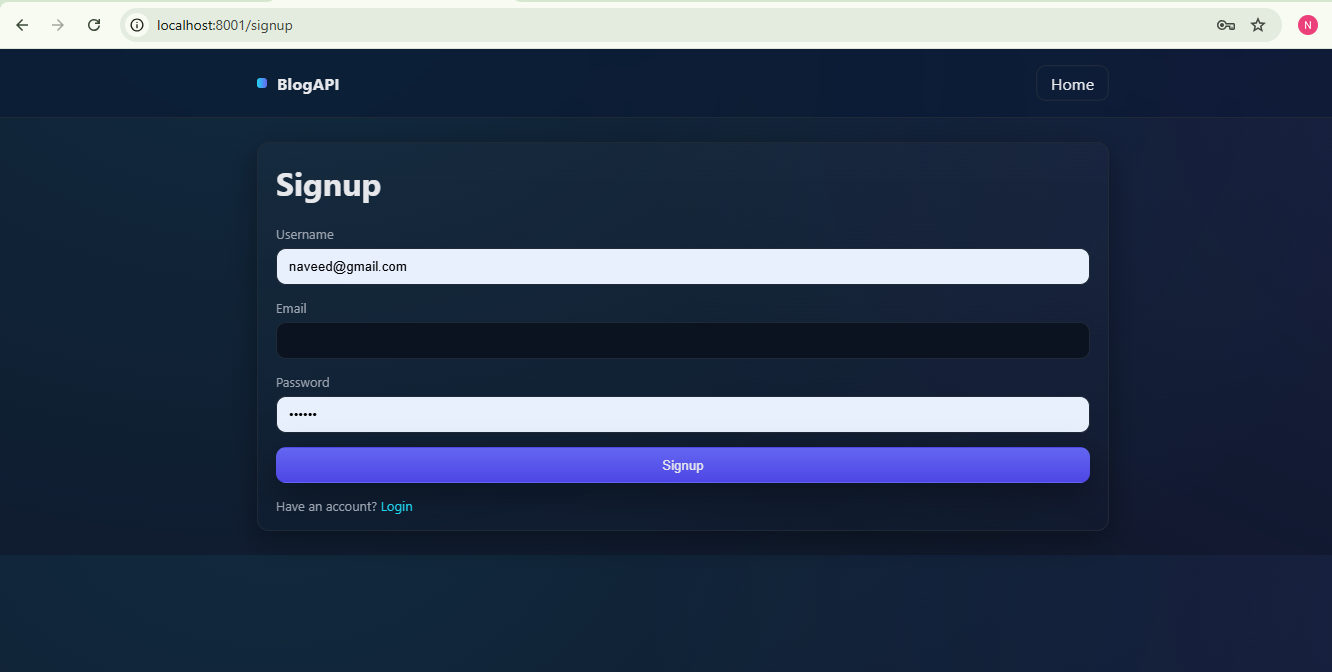 localhost:8001/signup
N
BlogAPI
Home
Signup
Username
naveed@gmail.com
Email
Password
••••••
Signup
Have an account? Login